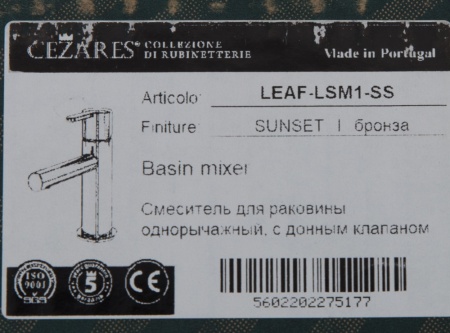 CEZARES® COLLEZIONE
DI RUBINETTERIE
Made in Portugal
Articolo: LEAF-LSM1-SS
Finiture: SUNSET | бронза
Basin mixer
Смеситель для раковины
однорычажный, с донным клапаном
ISO
9001
SGS
5
CE
5602202275177